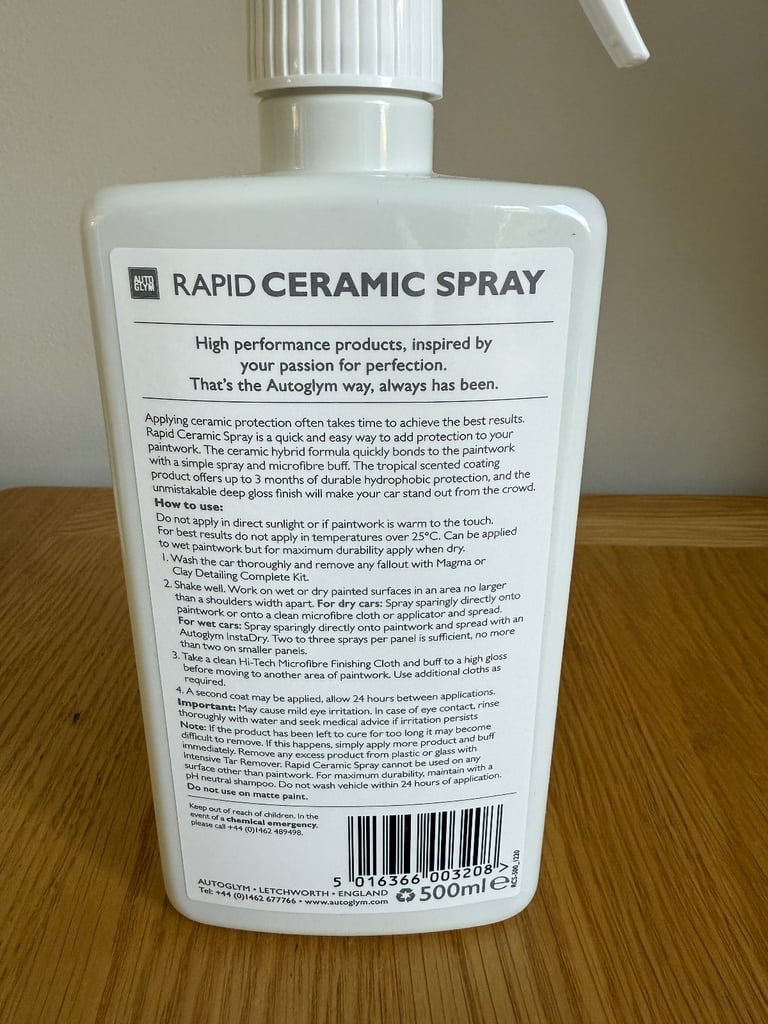 AUTO
GLYM
RAPID CERAMIC SPRAY
High performance products, inspired by
your passion for perfection.
That's the Autoglym way, always has been.
Applying ceramic protection often takes time to achieve the best results.
Rapid Ceramic Spray is a quick and easy way to add protection to your
paintwork. The ceramic hybrid formula quickly bonds to the paintwork
with a simple spray and microfibre buff. The tropical scented coating
product offers up to 3 months of durable hydrophobic protection, and the
unmistakable deep gloss finish will make your car stand out from the crowd.
How to use:
Do not apply in direct sunlight or if paintwork is warm to the touch.
For best results do not apply in temperatures over 25°C. Can be applied
to wet paintwork but for maximum durability apply when dry.
1. Wash the car thoroughly and remove any fallout with Magma or
Clay Detailing Complete Kit.
2. Shake well. Work on wet or dry painted surfaces in an area no larger
than a shoulders width apart. For dry cars: Spray sparingly directly onto
paintwork or onto a clean microfibre cloth or applicator and spread.
For wet cars: Spray sparingly directly onto paintwork and spread with an
Autoglym InstaDry. Two to three sprays per panel is sufficient, no more
than two on smaller panels.
3. Take a clean Hi-Tech Microfibre Finishing Cloth and buff to a high gloss
before moving to another area of paintwork. Use additional cloths as
required.
4. A second coat may be applied, allow 24 hours between applications.
Important: May cause mild eye irritation. In case of eye contact, rinse
thoroughly with water and seek medical advice if irritation persists
Note: If the product has been left to cure for too long it may become
difficult to remove. If this happens, simply apply more product and buff
immediately. Remove any excess product from plastic or glass with
Intensive Tar Remover. Rapid Ceramic Spray cannot be used on any
surface other than paintwork. For maximum durability, maintain with a
pH neutral shampoo. Do not wash vehicle within 24 hours of application.
Do not use on matte paint.
Keep out of reach of children. In the
event of a chemical emergency,
please call +44 (0)1462 489498.
5 016366 003208 >
AUTOGLYM • LETCHWORTH • ENGLAND
Tel: +44 (0)1462 677766 • www.autoglym.com
500ml e
RCS-500_1220